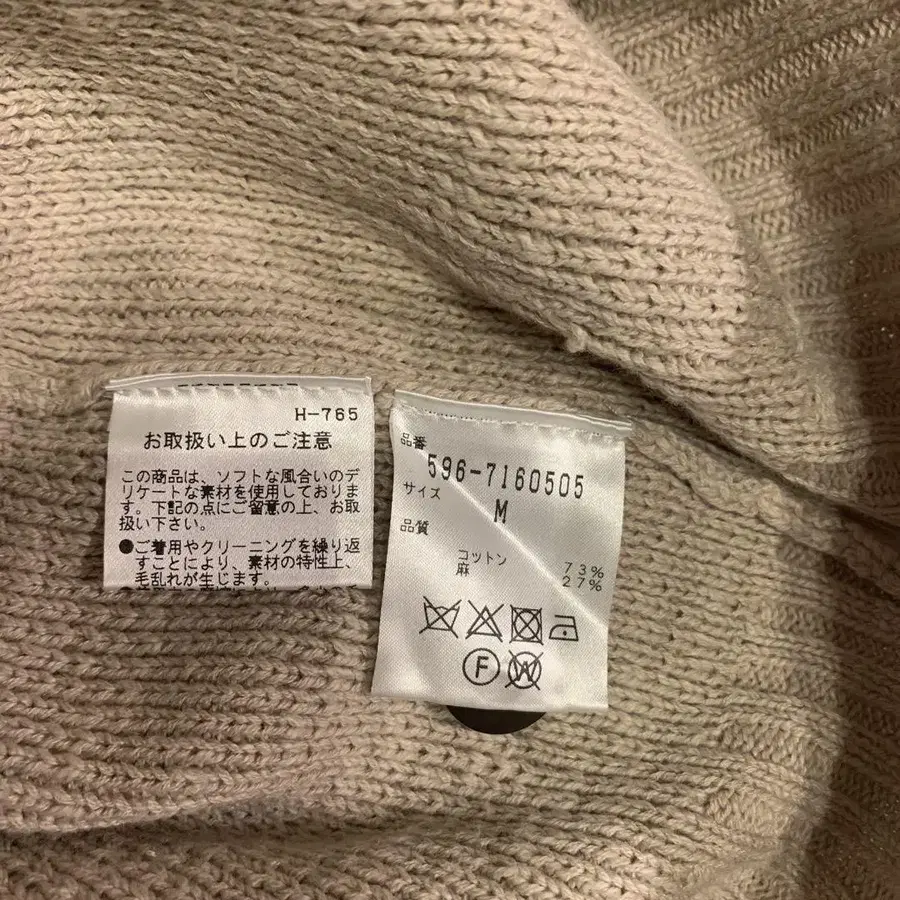 H-765
お取扱い上のご注意
この商品は、ソフトな風合いのデ
リケートな素材を使用しておりま
す。下記の点にご留意の上、お取
扱い下さい。
●ご着用やクリーニングを繰り返
すことにより、素材の特性上、
毛乱れが生じます。
品番
596-7160505
サイズ
M
品質
コットン 73%
麻 27%
F W